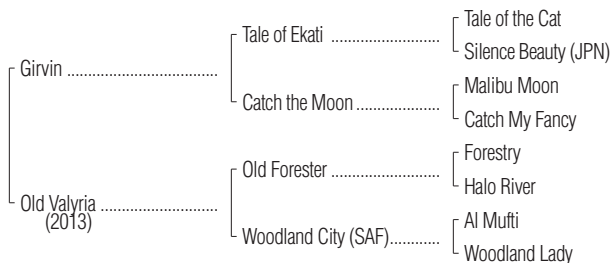 Tale of the Cat
Tale of Ekati ..........................
Silence Beauty (JPN)
Girvin ....................................
Malibu Moon
Catch the Moon ....................
Catch My Fancy
Forestry
Old Forester ..........................
Halo River
Old Valyria ............................
(2013)
Al Mufti
Woodland City (SAF)............
Woodland Lady